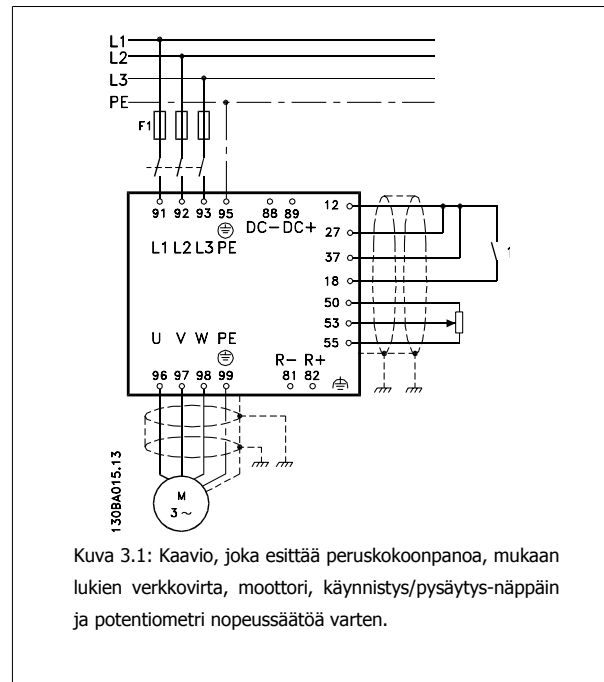 L1
L2
L3
PE
F1
91 92 93 95 88 89
DC- DC+
L1 L2 L3 PE
12
27
37
18
50
53
55
U V W PE
R- R+
81 82
96 97 98 99
M
3 ~
130BA015.13
Kuva 3.1: Kaavio, joka esittää peruskokoonpanoa, mukaan
lukien verkkovirta, moottori, käynnistys/pysäytys-näppäin
ja potentiometri nopeussäätöä varten.